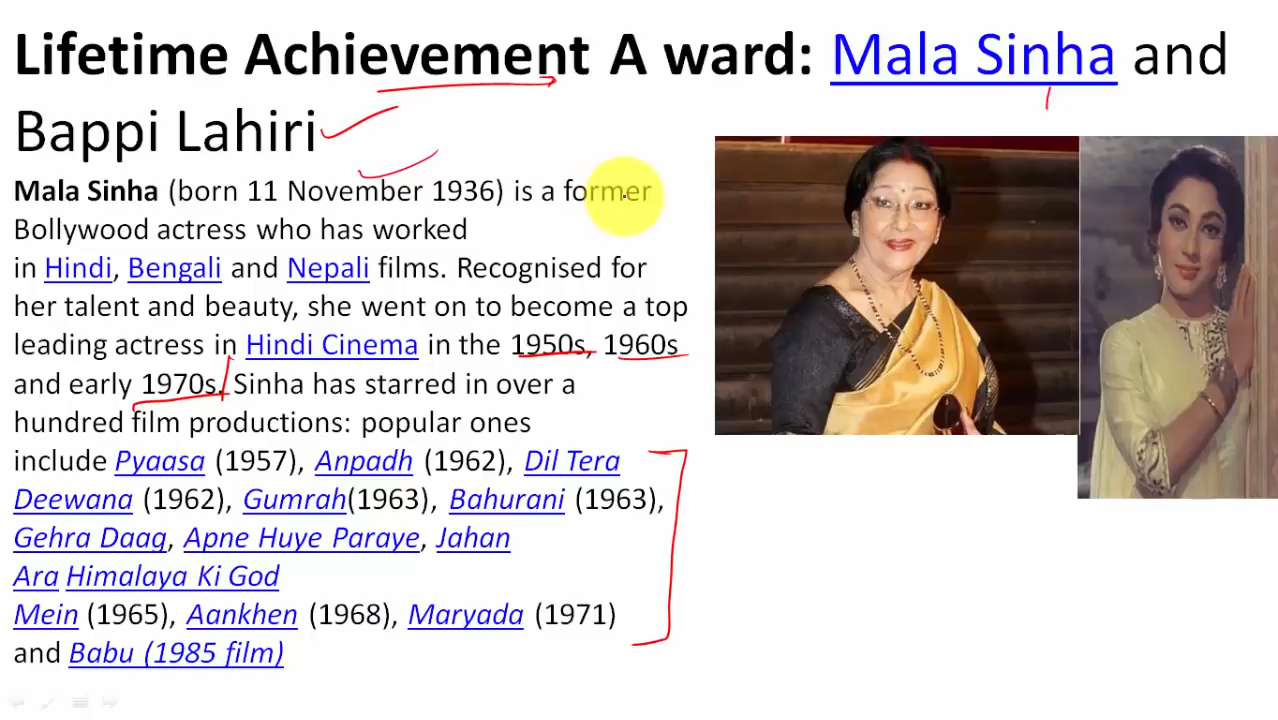 Lifetime Achievement A ward: Mala Sinha and
Bappi Lahiri
Mala Sinha (born 11 November 1936) is a former
Bollywood actress who has worked
in Hindi, Bengali and Nepali films. Recognised for
her talent and beauty, she went on to become a top
leading actress in Hindi Cinema in the 1950s, 1960s
and early 1970s. Sinha has starred in over a
hundred film productions: popular ones
include Pyaasa (1957), Anpadh (1962), Dil Tera
Deewana (1962), Gumrah(1963), Bahurani (1963),
Gehra Daag, Apne Huye Paraye, Jahan
Ara Himalaya Ki God
Mein (1965), Aankhen (1968), Maryada (1971)
and Babu (1985 film)